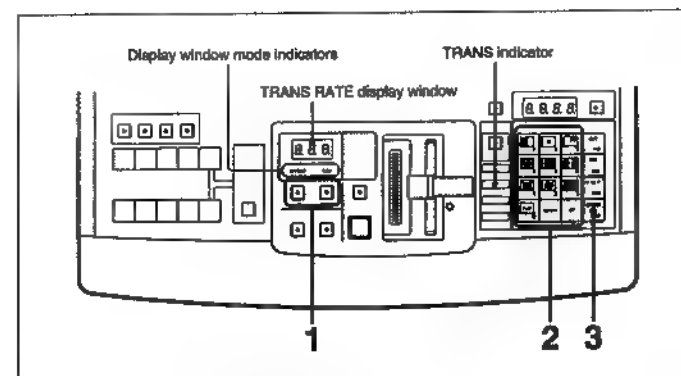 Display window mode indicators
TRANS indicator
TRANS RATE display window
8.8.8.8
8 8.8
1
2
3